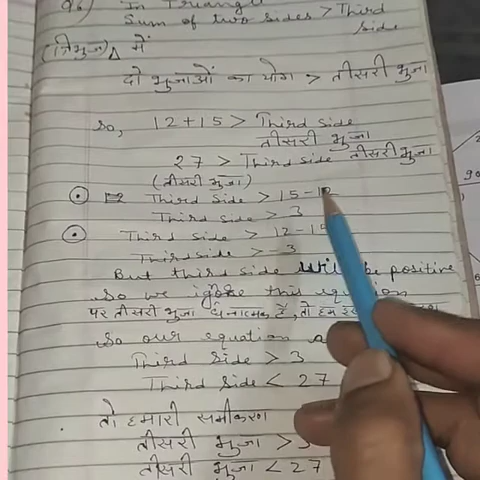 Q6 In Triangle
Sum of two sides > Third side
(त्रिभुज) Δ में
दो भुजाओं का योग > तीसरी भुजा
So, 12+15 > Third side
तीसरी भुजा
27 > Third side तीसरी भुजा
(तीसरी भुजा)
Third side > 15-12
Third side > 3
Third side > 12-15
Third side > -3
But third side will be positive
So we ignore this equation
पर तीसरी भुजा धनात्मक है, तो हम
So our equation
Third side > 3
Third side < 27
तो हमारी समीकरण
तीसरी भुजा > 3
तीसरी भुजा < 27